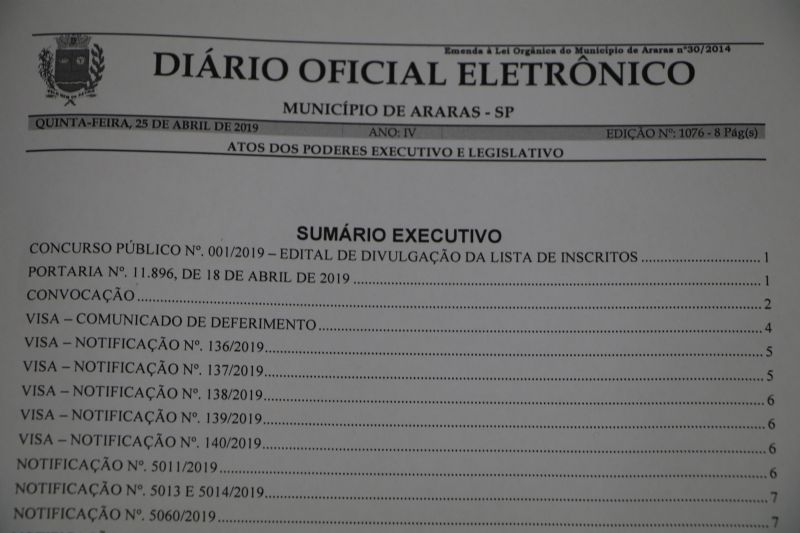 Emenda à Lei Orgânica do Município de Araras nº30/2014
DIÁRIO OFICIAL ELETRÔNICO
MUNICÍPIO DE ARARAS - SP
QUINTA-FEIRA, 25 DE ABRIL DE 2019 ANO: IV EDIÇÃO Nº: 1076 - 8 Pág(s)
ATOS DOS PODERES EXECUTIVO E LEGISLATIVO
SUMÁRIO EXECUTIVO
CONCURSO PÚBLICO Nº. 001/2019 – EDITAL DE DIVULGAÇÃO DA LISTA DE INSCRITOS 1
PORTARIA Nº. 11.896, DE 18 DE ABRIL DE 2019 1
CONVOCAÇÃO 2
VISA – COMUNICADO DE DEFERIMENTO 4
VISA – NOTIFICAÇÃO Nº. 136/2019 5
VISA – NOTIFICAÇÃO Nº. 137/2019 5
VISA – NOTIFICAÇÃO Nº. 138/2019 6
VISA – NOTIFICAÇÃO Nº. 139/2019 6
VISA – NOTIFICAÇÃO Nº. 140/2019 6
NOTIFICAÇÃO Nº. 5011/2019 6
NOTIFICAÇÃO Nº. 5013 E 5014/2019 7
NOTIFICAÇÃO Nº. 5060/2019 7